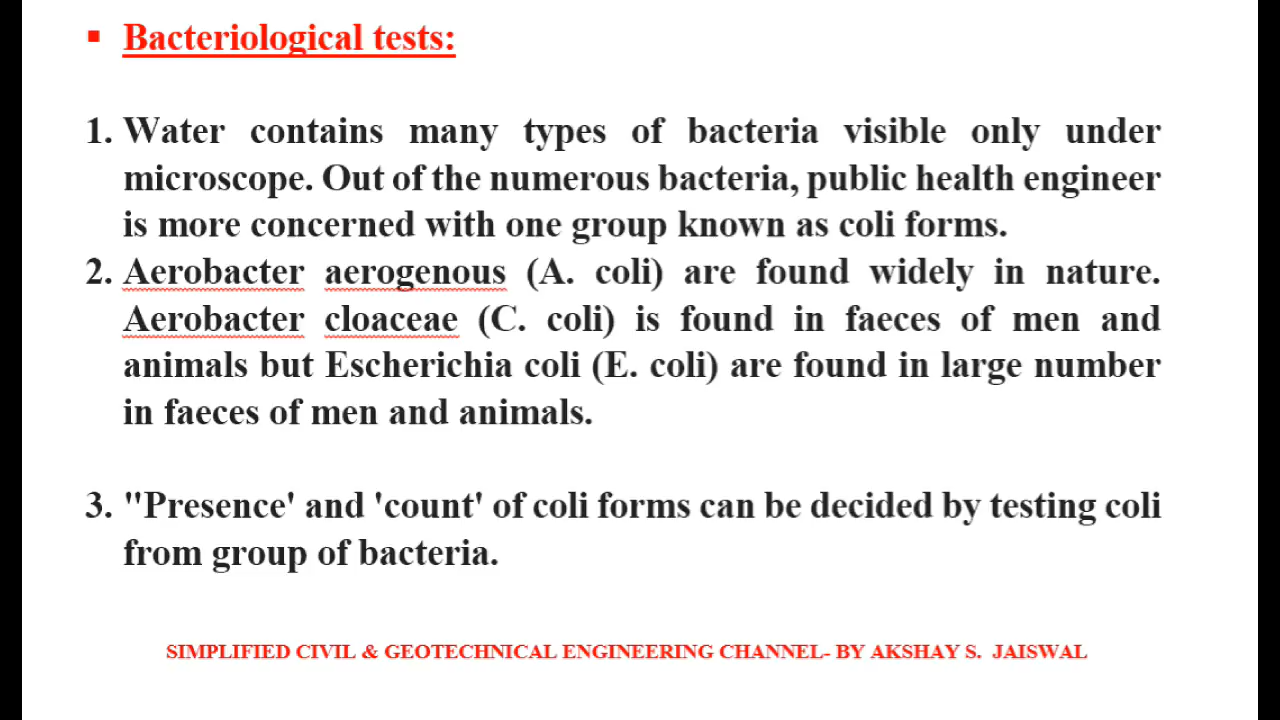 ▪ Bacteriological tests:
1. Water contains many types of bacteria visible only under
microscope. Out of the numerous bacteria, public health engineer
is more concerned with one group known as coli forms.
2. Aerobacter aerogenous (A. coli) are found widely in nature.
Aerobacter cloaceae (C. coli) is found in faeces of men and
animals but Escherichia coli (E. coli) are found in large number
in faeces of men and animals.
3. "Presence' and 'count' of coli forms can be decided by testing coli
from group of bacteria.
SIMPLIFIED CIVIL & GEOTECHNICAL ENGINEERING CHANNEL- BY AKSHAY S. JAISWAL